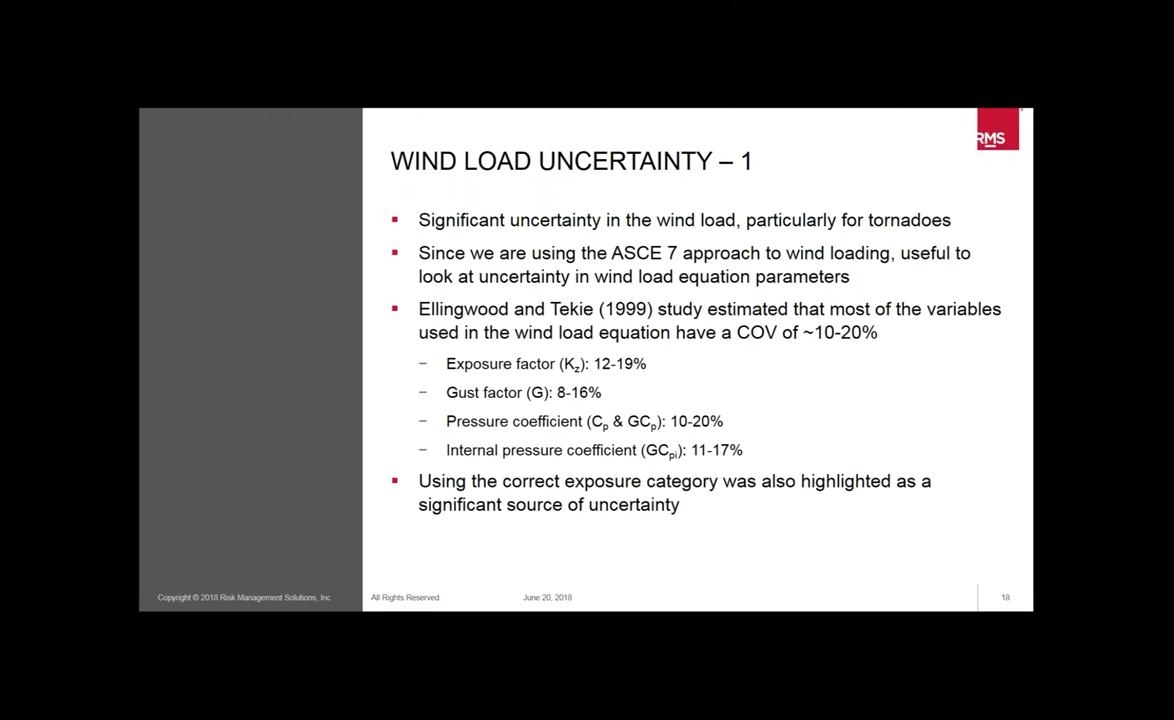 RMS
WIND LOAD UNCERTAINTY – 1
▪ Significant uncertainty in the wind load, particularly for tornadoes
▪ Since we are using the ASCE 7 approach to wind loading, useful to
look at uncertainty in wind load equation parameters
▪ Ellingwood and Tekie (1999) study estimated that most of the variables
used in the wind load equation have a COV of ~10-20%
– Exposure factor (Kz): 12-19%
– Gust factor (G): 8-16%
– Pressure coefficient (Cp & GCp): 10-20%
– Internal pressure coefficient (GCpi): 11-17%
▪ Using the correct exposure category was also highlighted as a
significant source of uncertainty
Copyright © 2018 Risk Management Solutions, Inc All Rights Reserved. June 20, 2018 18